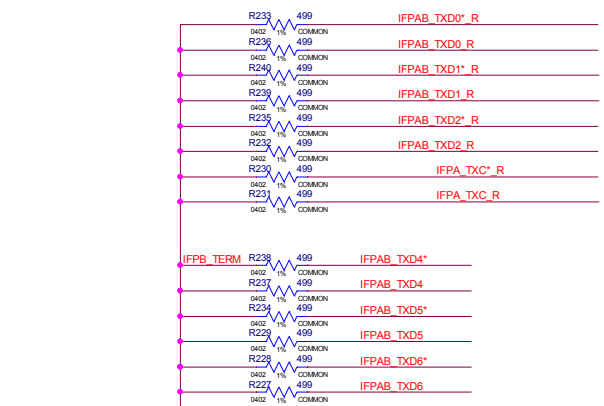 R233 499 IFPAB_TXD0*_R
0402 1% COMMON
R236 499 IFPAB_TXD0_R
0402 1% COMMON
R240 499 IFPAB_TXD1*_R
0402 1% COMMON
R239 499 IFPAB_TXD1_R
0402 1% COMMON
R235 499 IFPAB_TXD2*_R
0402 1% COMMON
R232 499 IFPAB_TXD2_R
0402 1% COMMON
R230 499 IFPA_TXC*_R
0402 1% COMMON
R231 499 IFPA_TXC_R
0402 1% COMMON
IFPB_TERM R238 499 IFPAB_TXD4*
0402 1% COMMON
R237 499 IFPAB_TXD4
0402 1% COMMON
R234 499 IFPAB_TXD5*
0402 1% COMMON
R229 499 IFPAB_TXD5
0402 1% COMMON
R228 499 IFPAB_TXD6*
0402 1% COMMON
R227 499 IFPAB_TXD6
0402 1% COMMON